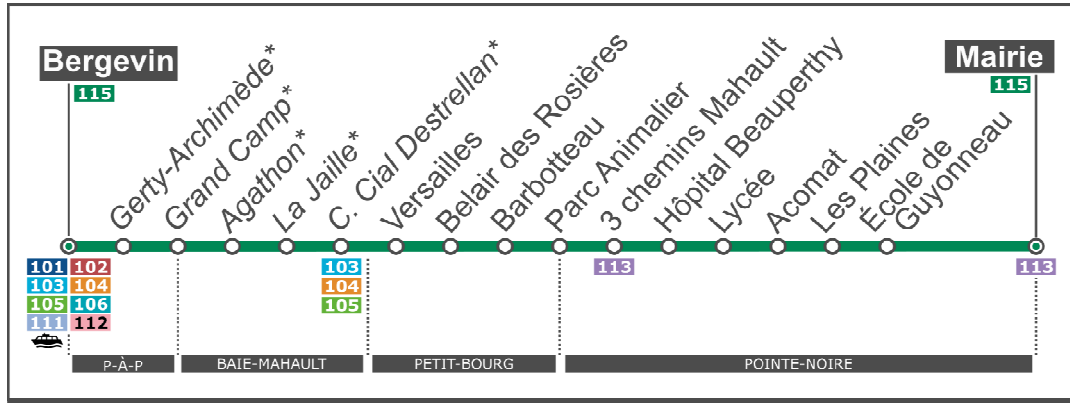 Bergevin
115
Gerty-Archimède*
Grand Camp*
Agathon*
La Jaille*
C. Cial Destrellan*
Versailles
Belair des Rosières
Barbotteau
Parc Animalier
3 chemins Mahault
Hôpital Beauperthy
Lycée
Acomat
Les Plaines
École de
Guyonneau
Mairie
115
101 102
103 104
105 106
111 112
103
104
105
113
113
P-À-P
BAIE-MAHAULT
PETIT-BOURG
POINTE-NOIRE